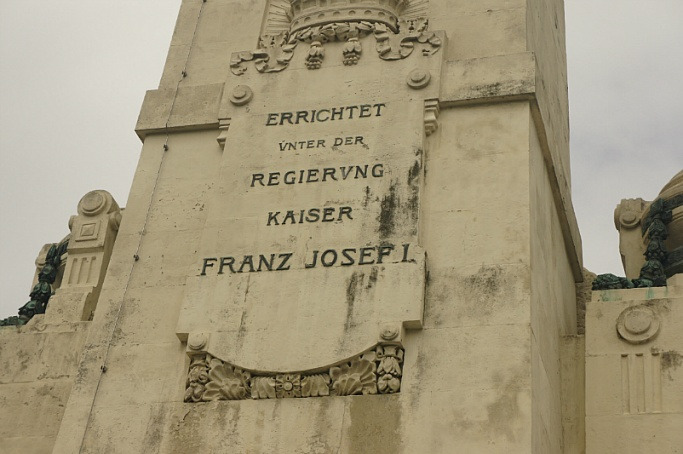 ERRICHTET
VNTER DER
REGIERVNG
KAISER
FRANZ JOSEF I.